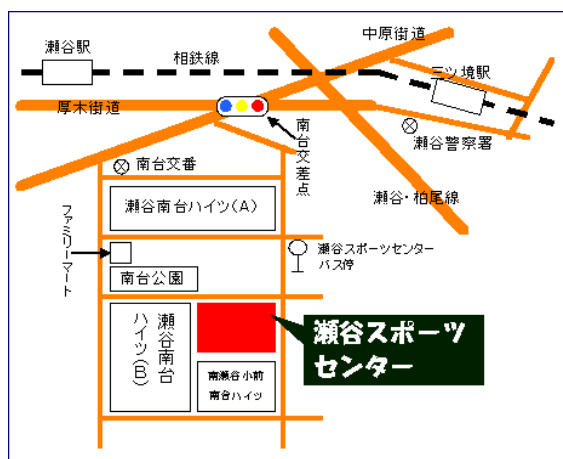 中原街道
瀬谷駅
相鉄線
三ツ境駅
厚木街道
南台交差点
瀬谷警察署
南台交番
瀬谷・柏尾線
瀬谷南台ハイツ(A)
ファミリーマート
瀬谷スポーツセンター
バス停
南台公園
瀬谷南台
ハイツ(B)
瀬谷スポーツ
センター
南瀬谷小前
南台ハイツ